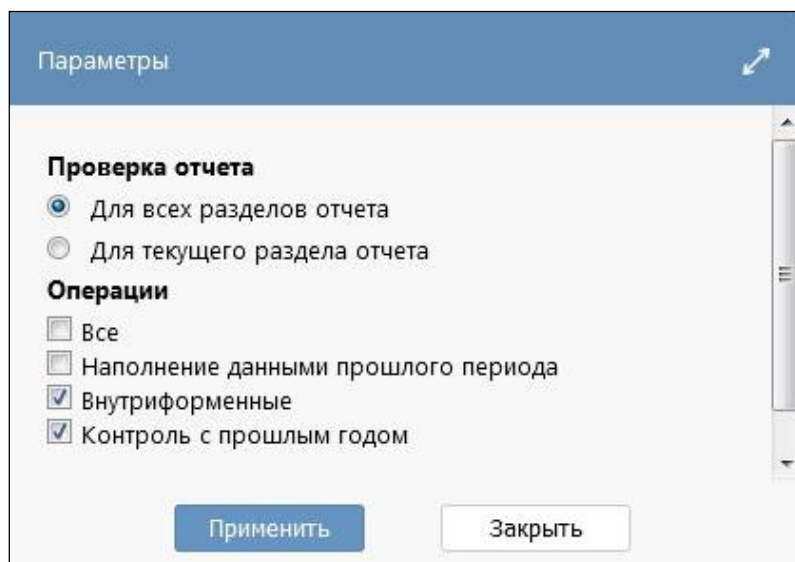 Параметры
Проверка отчета
Для всех разделов отчета
Для текущего раздела отчета
Операции
Все
Наполнение данными прошлого периода
Внутриформенные
Контроль с прошлым годом
Применить Закрыть